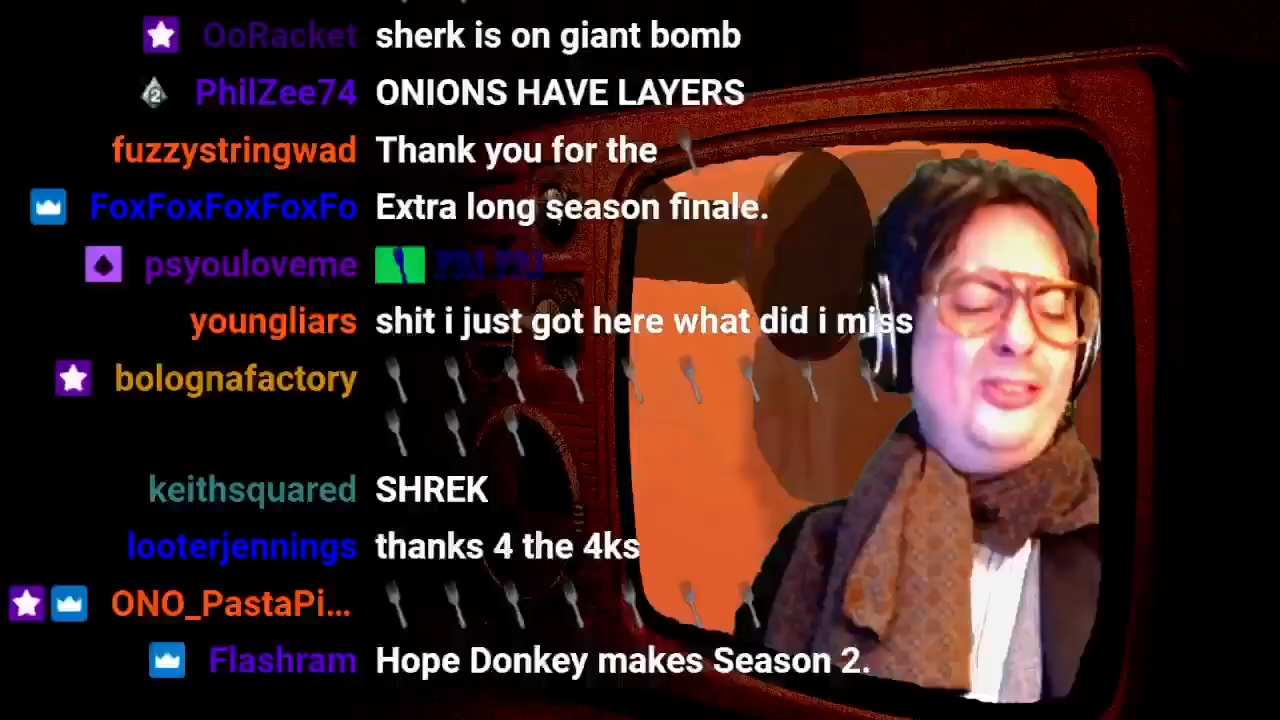 OoRacket sherk is on giant bomb
2 PhilZee74 ONIONS HAVE LAYERS
fuzzystringwad Thank you for the
FoxFoxFoxFoxFo Extra long season finale.
psyouloveme
youngliars shit i just got here what did i miss
bolognafactory
keithsquared SHREK
looterjennings thanks 4 the 4ks
ONO_PastaPi...
Flashram Hope Donkey makes Season 2.